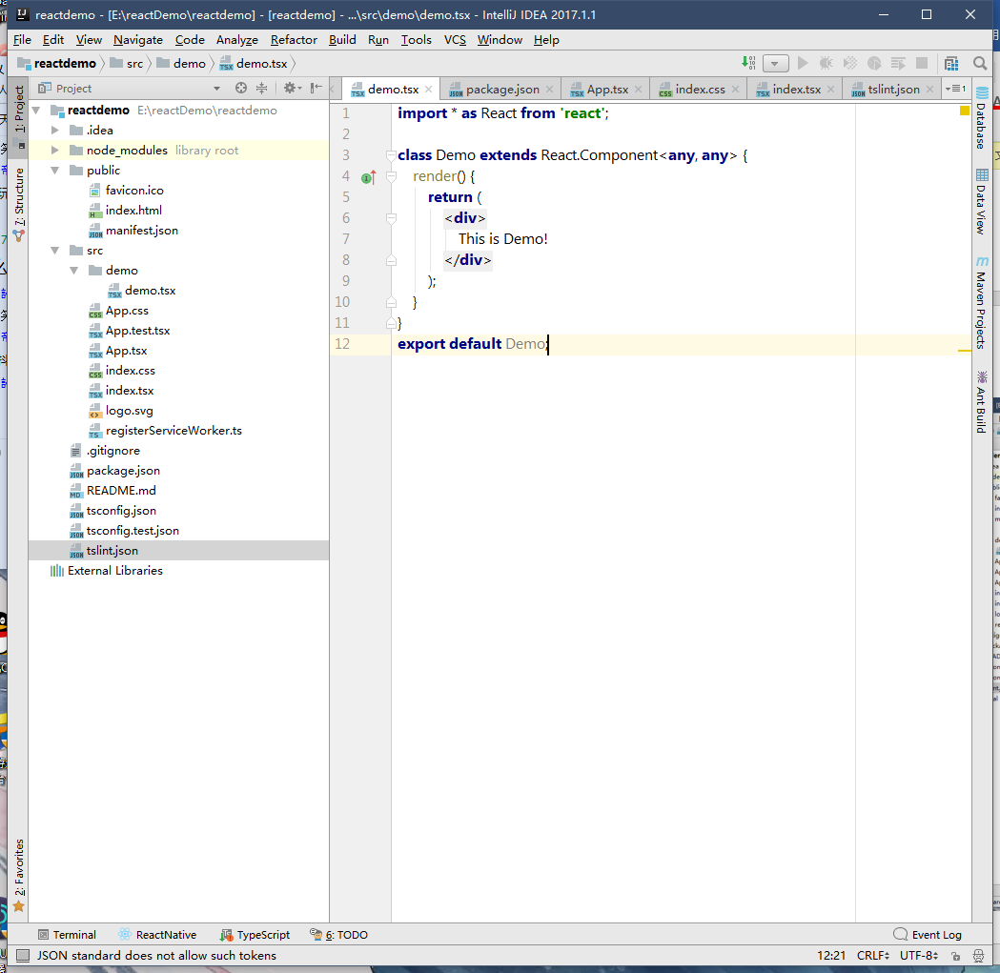 reactdemo - [E:\reactDemo\reactdemo] - [reactdemo] - ...\src\demo\demo.tsx - IntelliJ IDEA 2017.1.1
File Edit View Navigate Code Analyze Refactor Build Run Tools VCS Window Help
reactdemo src demo demo.tsx
Project
demo.tsx package.json App.tsx index.css index.tsx tslint.json
1: Project
7: Structure
2: Favorites
reactdemo E:\reactDemo\reactdemo
.idea
node_modules library root
public
favicon.ico
index.html
manifest.json
src
demo
demo.tsx
App.css
App.test.tsx
App.tsx
index.css
index.tsx
logo.svg
registerServiceWorker.ts
.gitignore
package.json
README.md
tsconfig.json
tsconfig.test.json
tslint.json
External Libraries
1 import * as React from 'react';
2
3 class Demo extends React.Component<any, any> {
4 render() {
5 return (
6 <div>
7 This is Demo!
8 </div>
9 );
10 }
11 }
12 export default Demo;
Database
Data View
Maven Projects
Ant Build
Terminal ReactNative TypeScript 6: TODO Event Log
JSON standard does not allow such tokens 12:21 CRLF UTF-8